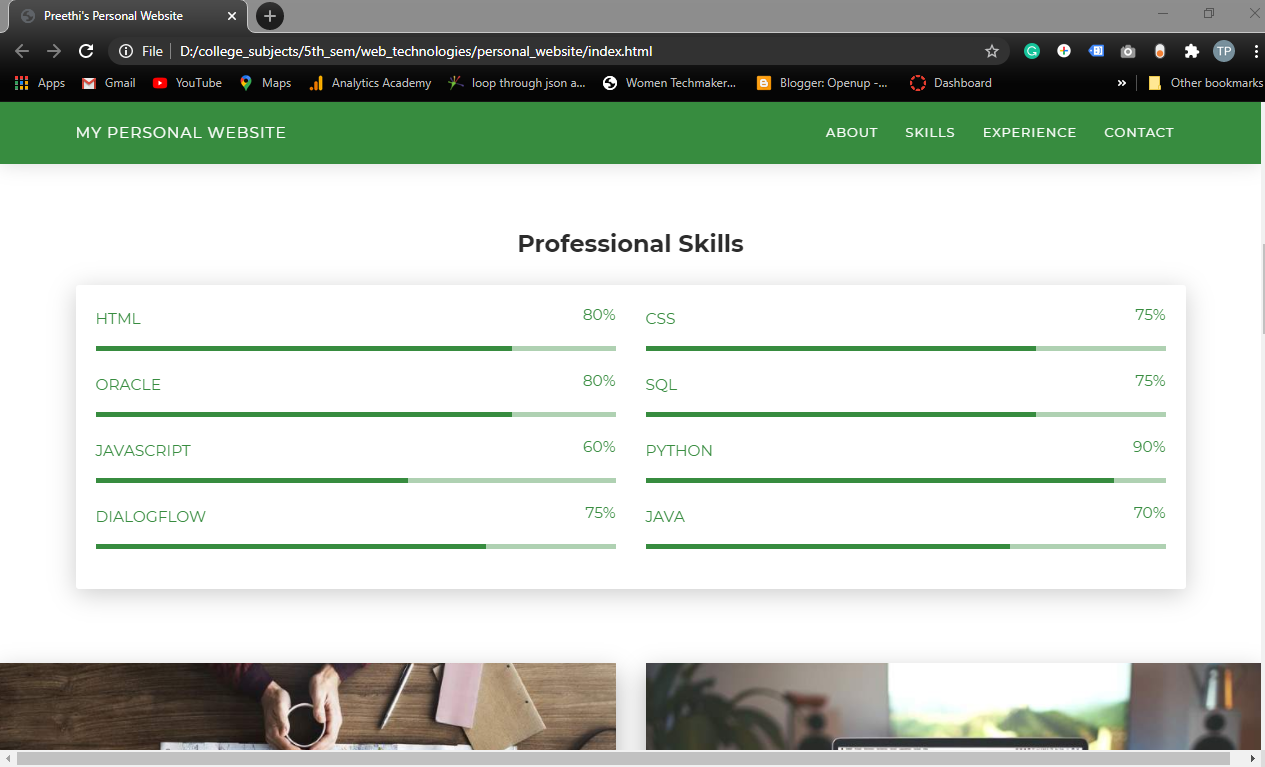 Preethi's Personal Website
File D:/college_subjects/5th_sem/web_technologies/personal_website/index.html TP
Apps Gmail YouTube Maps Analytics Academy loop through json a... Women Techmaker... Blogger: Openup -... Dashboard » Other bookmarks
MY PERSONAL WEBSITE ABOUT SKILLS EXPERIENCE CONTACT
Professional Skills
HTML 80% CSS 75%
ORACLE 80% SQL 75%
JAVASCRIPT 60% PYTHON 90%
DIALOGFLOW 75% JAVA 70%